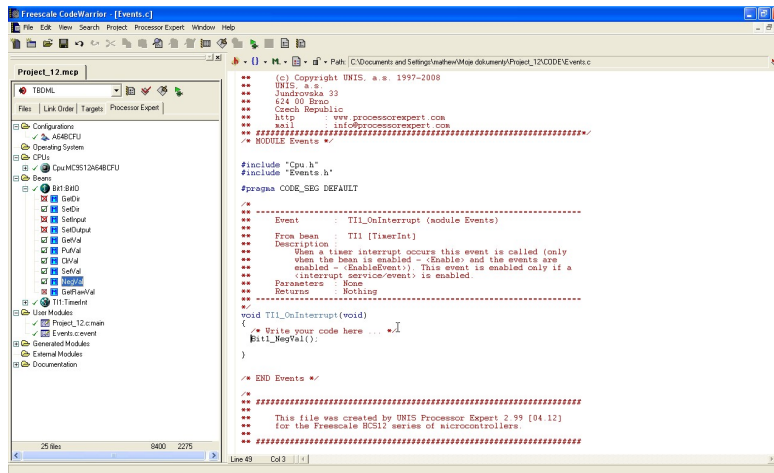 Freescale CodeWarrior - [Events.c]
File Edit View Search Project Processor Expert Window Help
Path: C:\Documents and Settings\mathew\Moje dokumenty\Project_12\CODE\Events.c
Project_12.mcp
TBDML
Files Link Order Targets Processor Expert
Configurations
A64BCFU
Operating System
CPUs
Cpu:MC9S12A64BCFU
Beans
Bit1:BitIO
GetDir
SetDir
SetInput
SetOutput
GetVal
PutVal
ClrVal
SetVal
NegVal
GetRawVal
TI1:TimerInt
User Modules
Project_12.c:main
Events.c:event
Generated Modules
External Modules
Documentation
25 files 8400 2275
** (c) Copyright UNIS, a.s. 1997-2008
** UNIS, a.s.
** Jundrovska 33
** 624 00 Brno
** Czech Republic
** http : www.processorexpert.com
** mail : info@processorexpert.com
** ###################################################################*/
/* MODULE Events */
#include "Cpu.h"
#include "Events.h"
#pragma CODE_SEG DEFAULT
/*
** ===================================================================
** Event : TI1_OnInterrupt (module Events)
**
** From bean : TI1 [TimerInt]
** Description :
** When a timer interrupt occurs this event is called (only
** when the bean is enabled - <Enable> and the events are
** enabled - <EnableEvent>). This event is enabled only if a
** <interrupt service/event> is enabled.
** Parameters : None
** Returns : Nothing
** ===================================================================
*/
void TI1_OnInterrupt(void)
{
/* Write your code here ... */
Bit1_NegVal();
}
/* END Events */
/*
** ###################################################################
**
** This file was created by UNIS Processor Expert 2.99 [04.12]
** for the Freescale HCS12 series of microcontrollers.
**
** ###################################################################
Line 49 Col 3